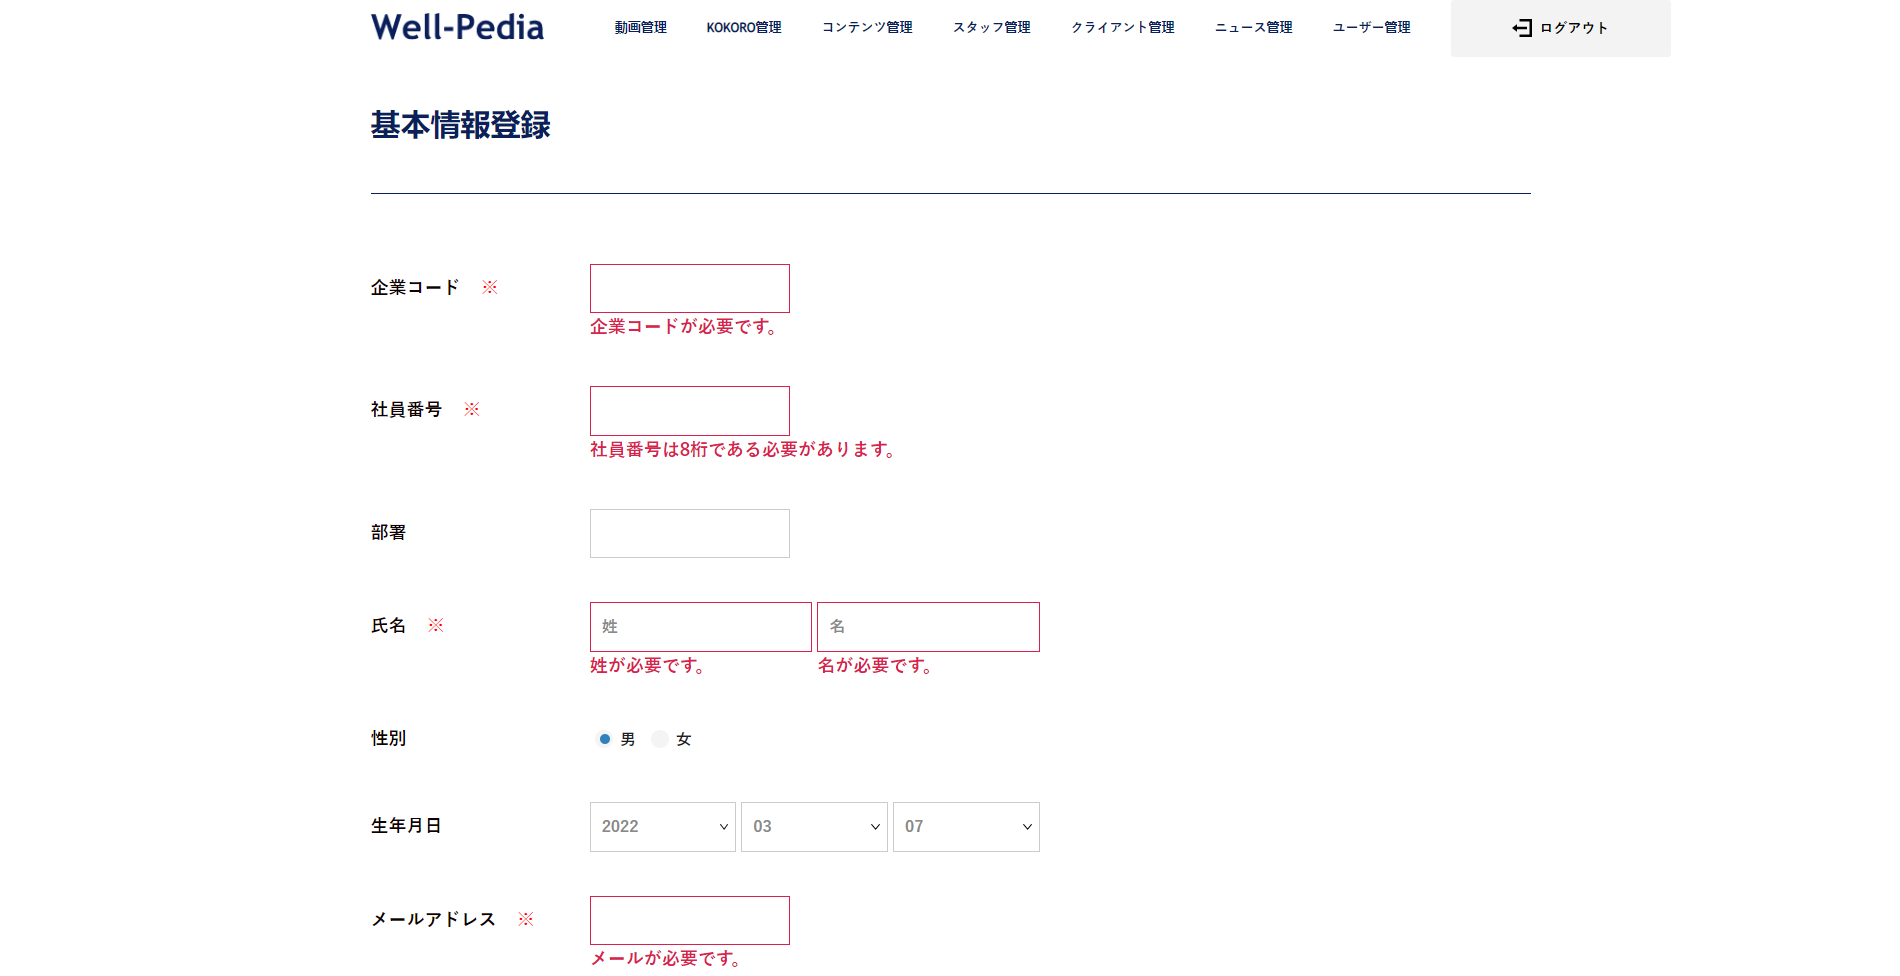 Well-Pedia 動画管理 KOKORO管理 コンテンツ管理 スタッフ管理 クライアント管理 ニュース管理 ユーザー管理 ログアウト
基本情報登録
企業コード ※
企業コードが必要です。
社員番号 ※
社員番号は8桁である必要があります。
部署
氏名 ※ 姓 名
姓が必要です。 名が必要です。
性別 男 女
生年月日 2022 03 07
メールアドレス ※
メールが必要です。